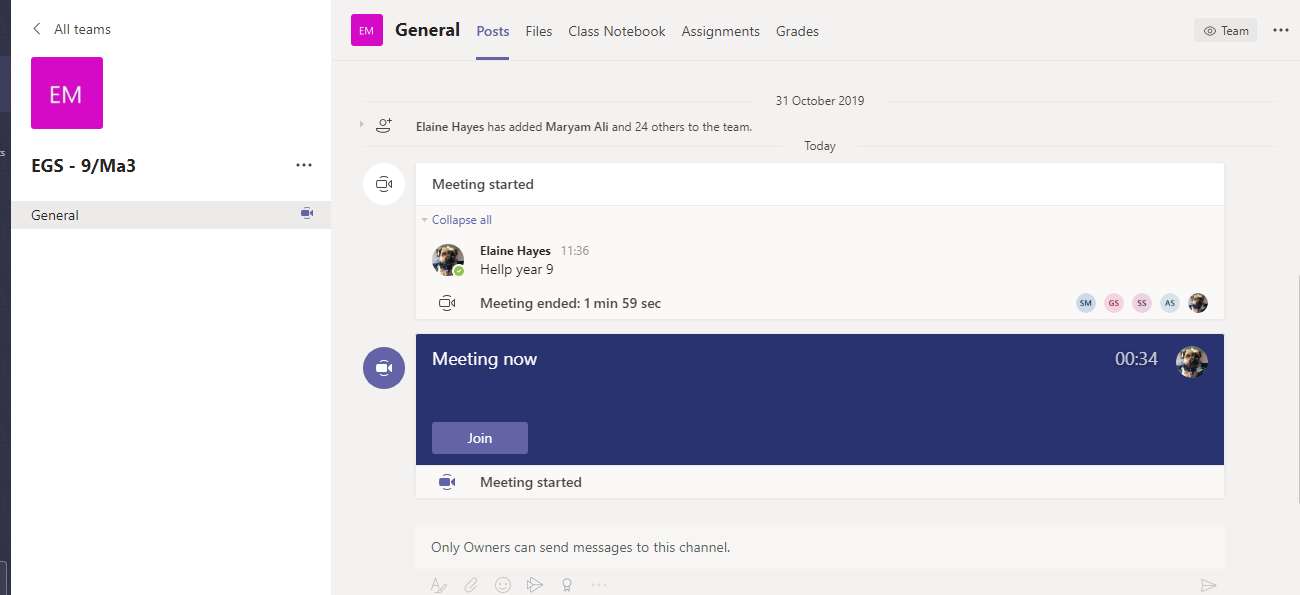 All teams
EM
EGS - 9/Ma3
General
EM General Posts Files Class Notebook Assignments Grades Team
31 October 2019
Elaine Hayes has added Maryam Ali and 24 others to the team.
Today
Meeting started
Collapse all
Elaine Hayes 11:36
Hellp year 9
Meeting ended: 1 min 59 sec SM GS SS AS
Meeting now 00:34
Join
Meeting started
Only Owners can send messages to this channel.